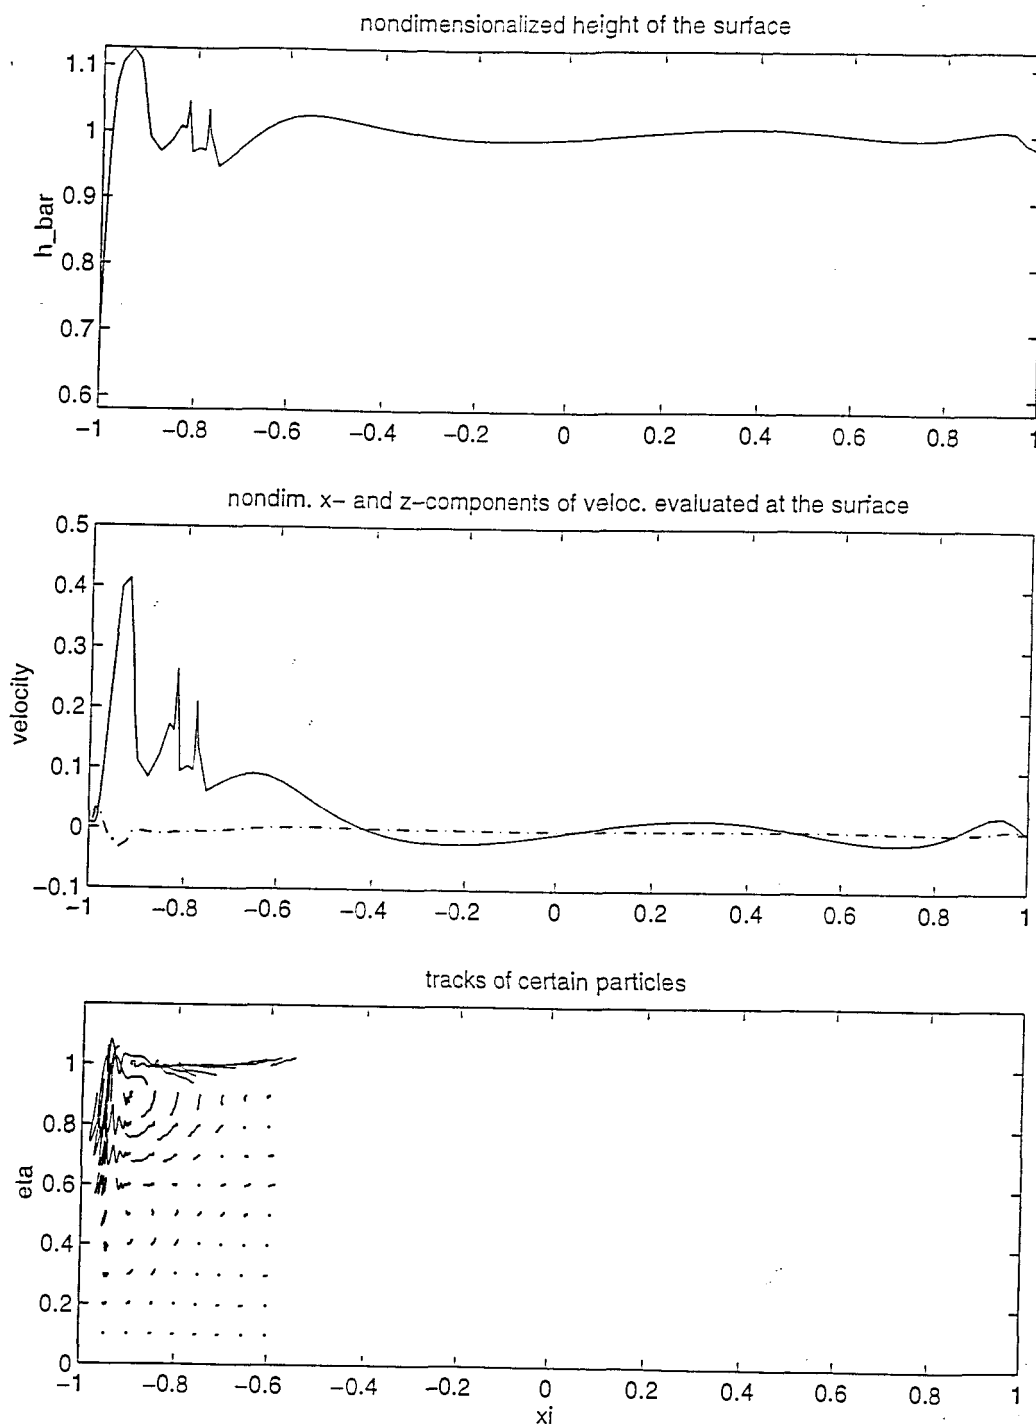 nondimensionalized height of the surface
1.1
1
0.9
0.8
0.7
0.6
h_bar
−1 −0.8 −0.6 −0.4 −0.2 0 0.2 0.4 0.6 0.8 1
nondim. x− and z−components of veloc. evaluated at the surface
0.5
0.4
0.3
0.2
0.1
0
−0.1
velocity
−1 −0.8 −0.6 −0.4 −0.2 0 0.2 0.4 0.6 0.8 1
tracks of certain particles
1
0.8
0.6
0.4
0.2
0
eta
−1 −0.8 −0.6 −0.4 −0.2 0 0.2 0.4 0.6 0.8 1
xi